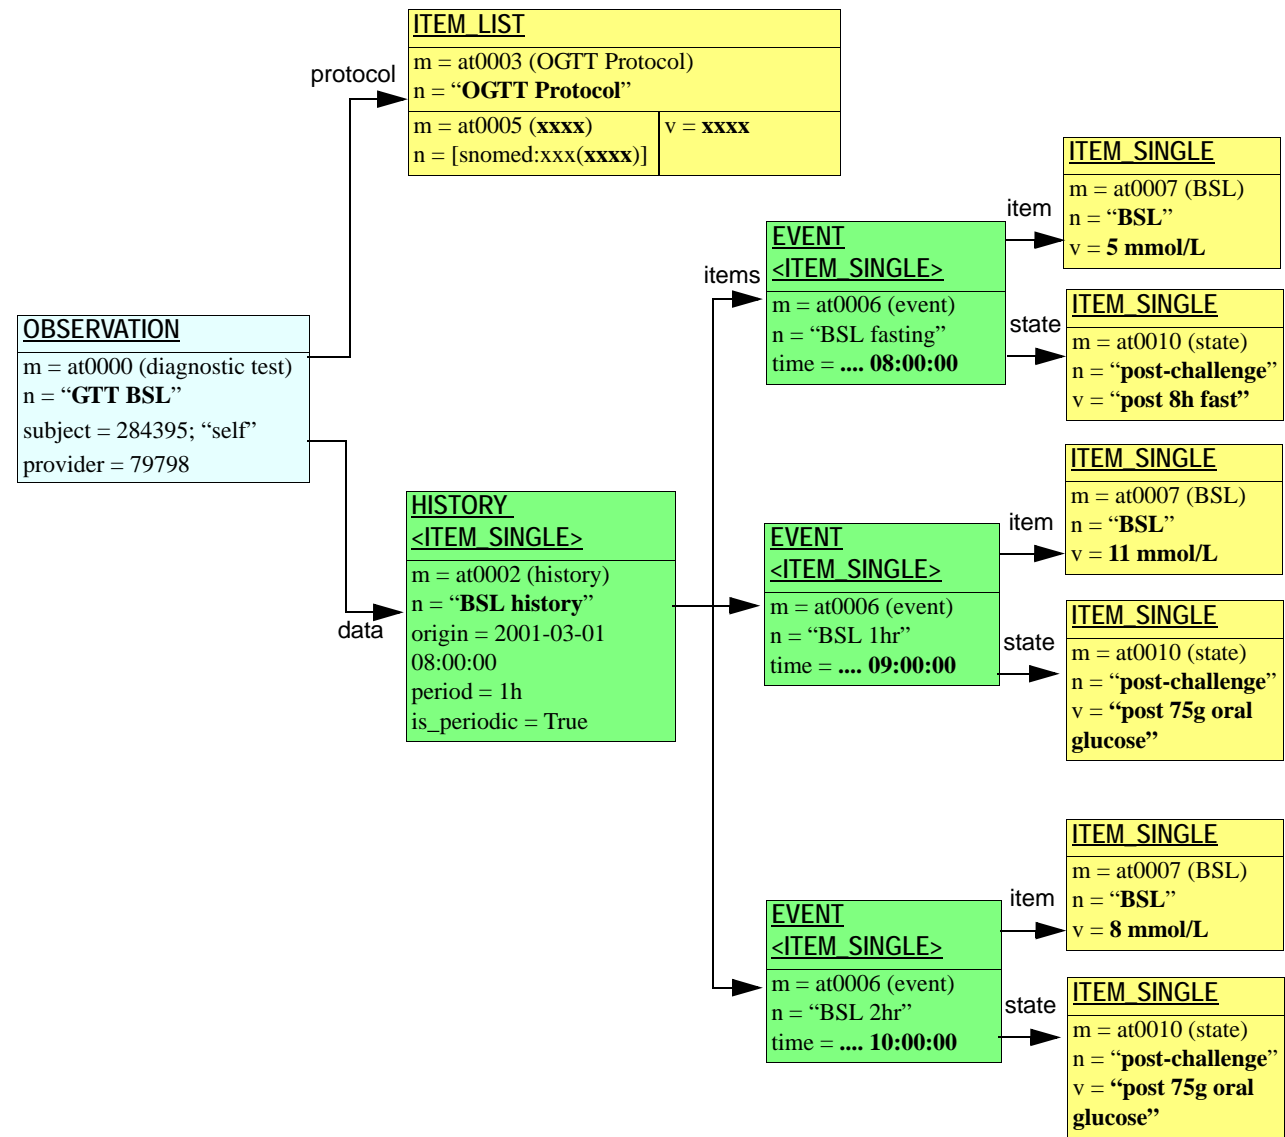 ITEM_LIST
m = at0003 (OGTT Protocol)
n = “OGTT Protocol”
m = at0005 (xxxx)
n = [snomed:xxx(xxxx)]
v = xxxx
protocol
OBSERVATION
m = at0000 (diagnostic test)
n = “GTT BSL”
subject = 284395; “self”
provider = 79798
data
HISTORY
<ITEM_SINGLE>
m = at0002 (history)
n = “BSL history”
origin = 2001-03-01
08:00:00
period = 1h
is_periodic = True
items
EVENT
<ITEM_SINGLE>
m = at0006 (event)
n = “BSL fasting”
time = .... 08:00:00
item
ITEM_SINGLE
m = at0007 (BSL)
n = “BSL”
v = 5 mmol/L
state
ITEM_SINGLE
m = at0010 (state)
n = “post-challenge”
v = “post 8h fast”
EVENT
<ITEM_SINGLE>
m = at0006 (event)
n = “BSL 1hr”
time = .... 09:00:00
item
ITEM_SINGLE
m = at0007 (BSL)
n = “BSL”
v = 11 mmol/L
state
ITEM_SINGLE
m = at0010 (state)
n = “post-challenge”
v = “post 75g oral
glucose”
EVENT
<ITEM_SINGLE>
m = at0006 (event)
n = “BSL 2hr”
time = .... 10:00:00
item
ITEM_SINGLE
m = at0007 (BSL)
n = “BSL”
v = 8 mmol/L
state
ITEM_SINGLE
m = at0010 (state)
n = “post-challenge”
v = “post 75g oral
glucose”